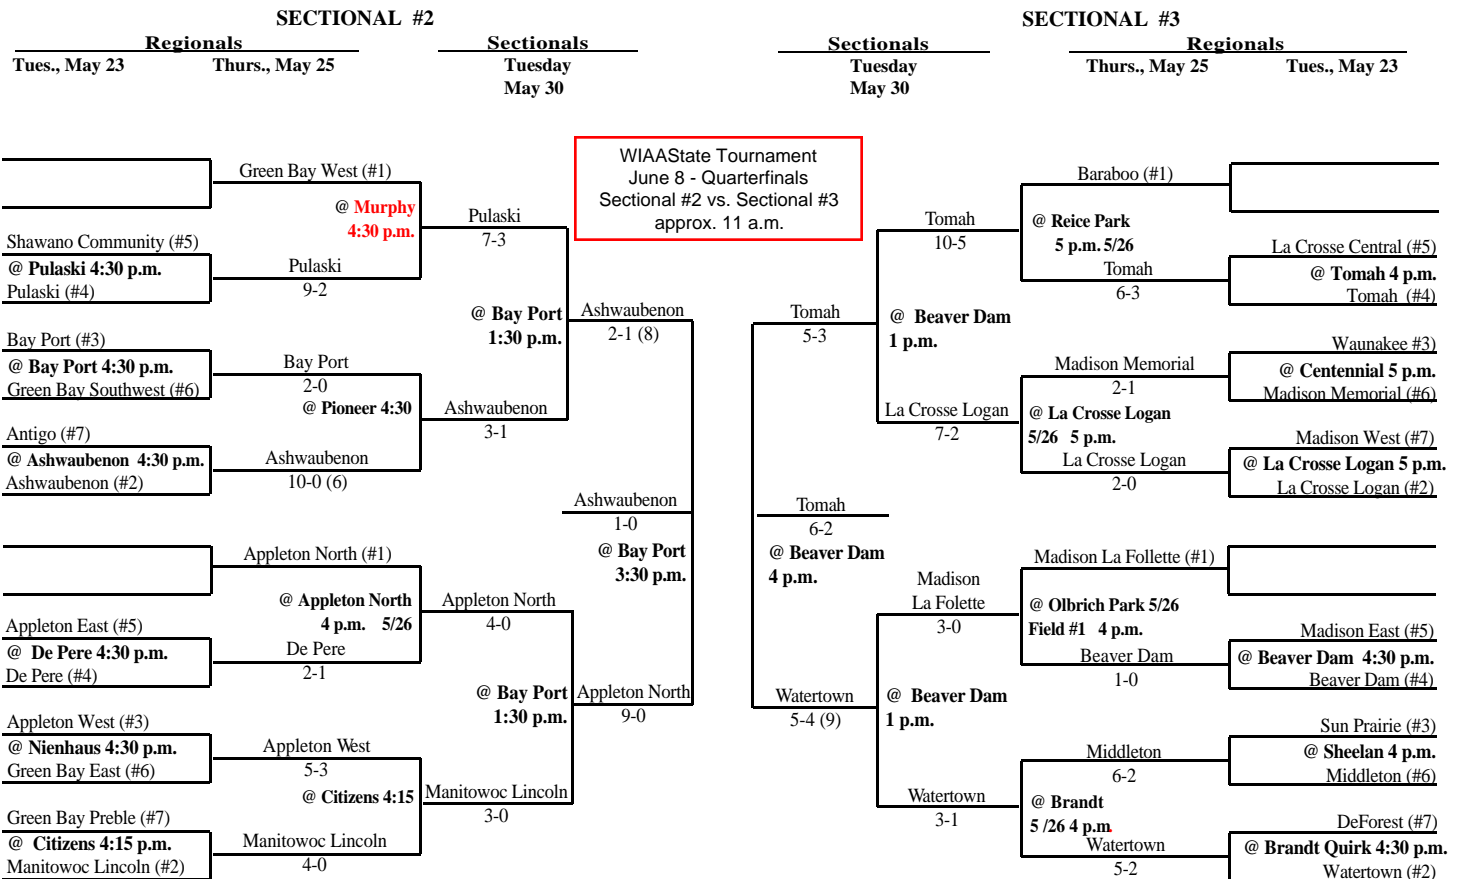 SECTIONAL #2
Regionals
Sectionals
Tues., May 23
Thurs., May 25
Tuesday
May 30
Green Bay West (#1)
@ Murphy
4:30 p.m.
Shawano Community (#5)
@ Pulaski 4:30 p.m.
Pulaski (#4)
Pulaski
9-2
Pulaski
7-3
Bay Port (#3)
@ Bay Port 4:30 p.m.
Green Bay Southwest (#6)
Bay Port
2-0
@ Pioneer 4:30
Antigo (#7)
@ Ashwaubenon 4:30 p.m.
Ashwaubenon (#2)
Ashwaubenon
10-0 (6)
Ashwaubenon
3-1
@ Bay Port
1:30 p.m.
Ashwaubenon
2-1 (8)
Ashwaubenon
1-0
@ Bay Port
3:30 p.m.
Appleton North (#1)
@ Appleton North
4 p.m. 5/26
Appleton East (#5)
@ De Pere 4:30 p.m.
De Pere (#4)
De Pere
2-1
Appleton North
4-0
Appleton West (#3)
@ Nienhaus 4:30 p.m.
Green Bay East (#6)
Appleton West
5-3
@ Citizens 4:15
Green Bay Preble (#7)
@ Citizens 4:15 p.m.
Manitowoc Lincoln (#2)
Manitowoc Lincoln
4-0
Manitowoc Lincoln
3-0
@ Bay Port
1:30 p.m.
Appleton North
9-0
WIAAState Tournament
June 8 - Quarterfinals
Sectional #2 vs. Sectional #3
approx. 11 a.m.
SECTIONAL #3
Sectionals
Regionals
Tuesday
May 30
Thurs., May 25
Tues., May 23
Baraboo (#1)
@ Reice Park
5 p.m. 5/26
La Crosse Central (#5)
@ Tomah 4 p.m.
Tomah (#4)
Tomah
6-3
Tomah
10-5
Waunakee #3)
@ Centennial 5 p.m.
Madison Memorial (#6)
Madison Memorial
2-1
@ La Crosse Logan
5/26 5 p.m.
Madison West (#7)
@ La Crosse Logan 5 p.m.
La Crosse Logan (#2)
La Crosse Logan
2-0
La Crosse Logan
7-2
@ Beaver Dam
1 p.m.
Tomah
5-3
Tomah
6-2
@ Beaver Dam
4 p.m.
Madison La Follette (#1)
@ Olbrich Park 5/26
Field #1 4 p.m.
Madison East (#5)
@ Beaver Dam 4:30 p.m.
Beaver Dam (#4)
Beaver Dam
1-0
Madison
La Folette
3-0
Sun Prairie (#3)
@ Sheelan 4 p.m.
Middleton (#6)
Middleton
6-2
@ Brandt
5 /26 4 p.m.
DeForest (#7)
@ Brandt Quirk 4:30 p.m.
Watertown (#2)
Watertown
5-2
Watertown
3-1
@ Beaver Dam
1 p.m.
Watertown
5-4 (9)